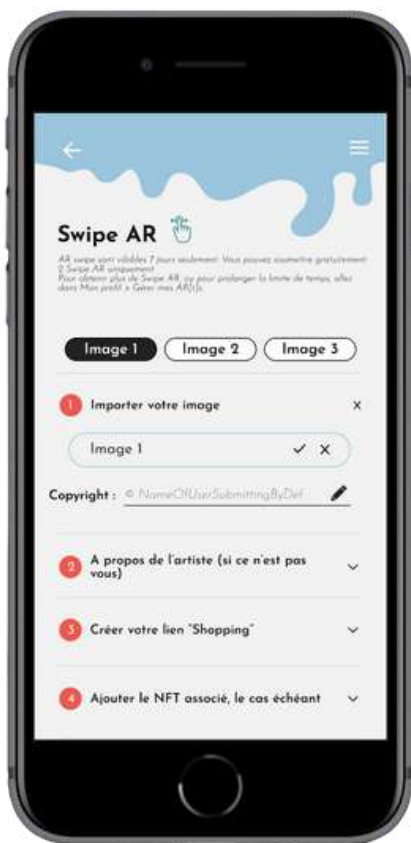 Swipe AR
AR swipe sont visibles 7 jours seulement. Vous pouvez soumettre gratuitement
2 Swipe AR uniquement
Pour obtenir plus de Swipe AR, ou pour prolonger la limite de temps, allez
dans Mon profil > Gérer mes AR[t]s.
Image 1 Image 2 Image 3
1 Importer votre image X
Image 1 ✓ X
Copyright : © NameOfUserSubmittingByDef
2 A propos de l'artiste (si ce n'est pas
vous)
3 Créer votre lien "Shopping"
4 Ajouter le NFT associé, le cas échéant